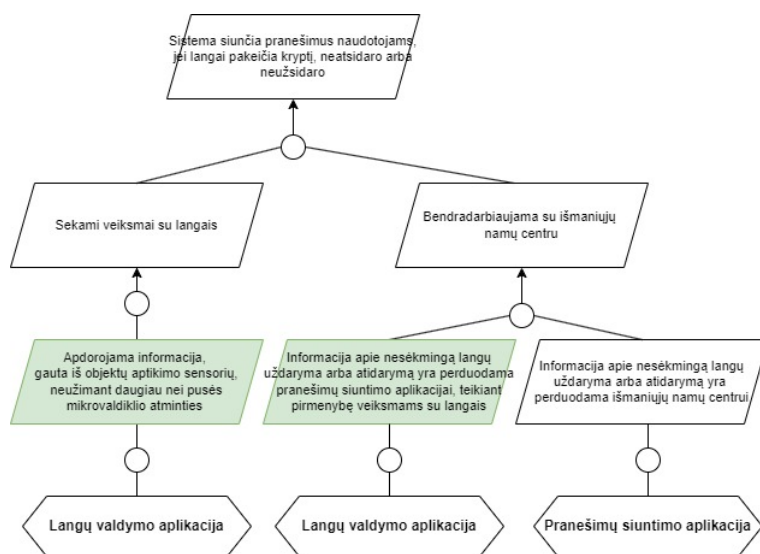 Sistema siunčia pranešimus naudotojams,
jei langai pakeičia kryptį, neatsidaro arba
neužsidaro
Sekami veiksmai su langais
Bendradarbiaujama su išmaniųjų
namų centru
Apdorojama informacija,
gauta iš objektų aptikimo sensorių,
neužimant daugiau nei pusės
mikrovaldiklio atminties
Informacija apie nesėkmingą langų
uždaryma arba atidarymą yra perduodama
pranešimų siuntimo aplikacijai, teikiant
pirmenybę veiksmams su langais
Informacija apie nesėkmingą langų
uždaryma arba atidarymą yra
perduodama išmaniųjų namų centrui
Langų valdymo aplikacija
Langų valdymo aplikacija
Pranešimų siuntimo aplikacija